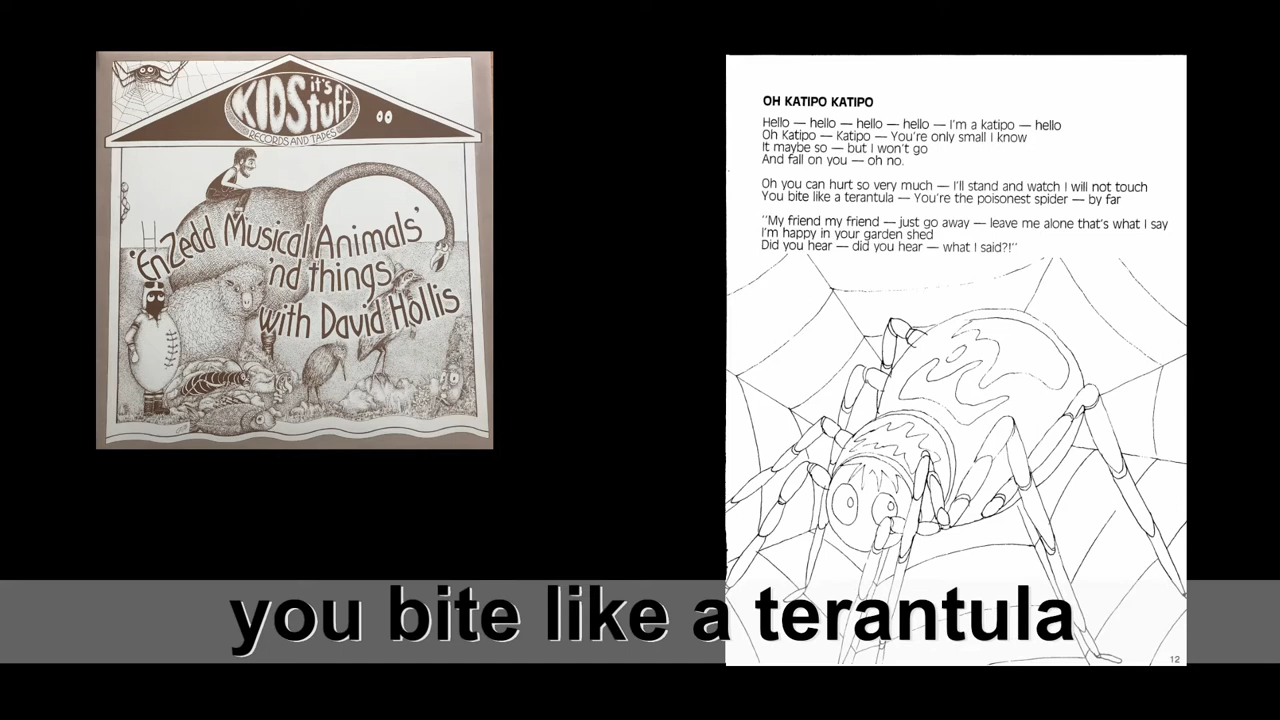 KIDS it's
Stuff
RECORDS AND TAPES
'EnZedd Musical Animals'
'nd things
with David Hollis
OH KATIPO KATIPO
Hello — hello — hello — hello — I'm a katipo — hello
Oh Katipo — Katipo — You're only small I know
It maybe so — but I won't go
And fall on you — oh no.
Oh you can hurt so very much — I'll stand and watch I will not touch
You bite like a terantula — You're the poisonest spider — by far
"My friend my friend — just go away — leave me alone that's what I say
I'm happy in your garden shed
Did you hear — did you hear — what I said?!"
12
you bite like a terantula